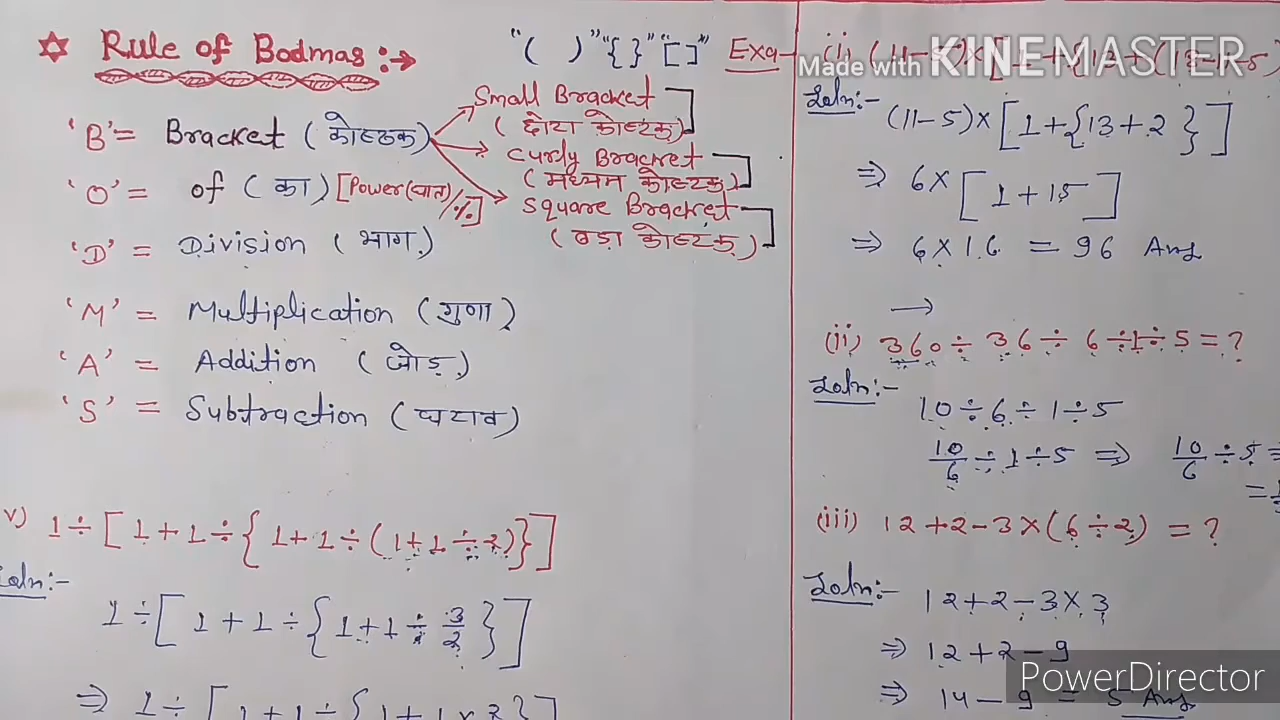 ☆ Rule of Bodmas :→
"( )" "{ }" "[ ]"
'B' = Bracket (कोष्ठक)
Small Bracket
(छोटा कोष्टक)
Curly Bracket
(मध्यम कोष्टक)
Square Bracket
(बड़ा कोष्टक)
'O' = of (का) [Power(घात)/%]
'D' = Division (भाग)
'M' = Multiplication (गुणा)
'A' = Addition (जोड़)
'S' = Subtraction (घटाव)
v) 1÷[1+1÷{1+1÷(1+1÷2)}]
Soln:-
1÷[1+1÷{1+1÷3/2}]
Exa-
Made with KINEMASTER
Soln:-
(11-5)×[1+{13+2}]
⇒ 6×[1+15]
⇒ 6×16 = 96 Ans
(ii) 360÷36÷6÷1÷5=?
Soln:-
10÷6÷1÷5
10/6÷1÷5 ⇒ 10/6÷5 =
(iii) 12+2-3×(6÷2) = ?
Soln:- 12+2-3×3
⇒ 12+2-9
⇒ 14-9 = 5 Ans
PowerDirector